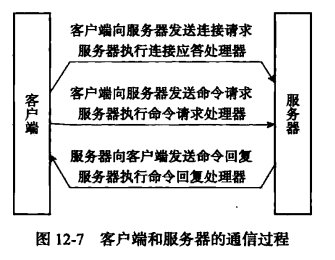 客户端向服务器发送连接请求
服务器执行连接应答处理器
客户端向服务器发送命令请求
服务器执行命令请求处理器
服务器向客户端发送命令回复
服务器执行命令回复处理器
客户端
服务器
图 12-7 客户端和服务器的通信过程